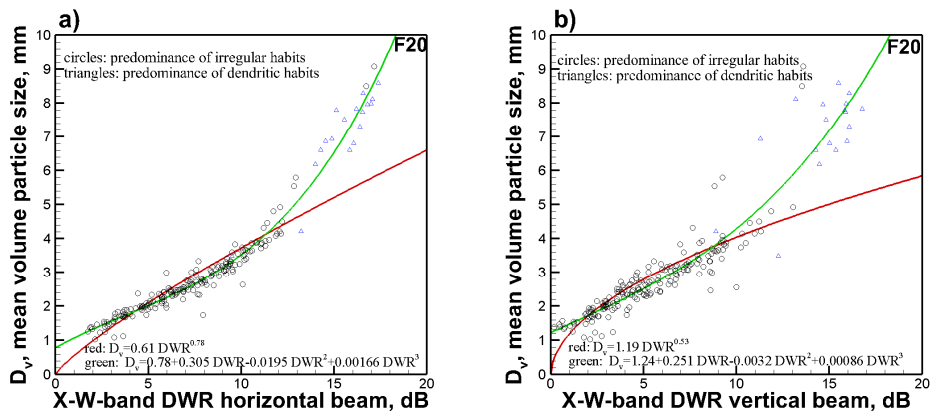 a)
10
9
8
7
6
5
4
3
2
1
0
D_v, mean volume particle size, mm
F20
circles: predominance of irregular habits
triangles: predominance of dendritic habits
red: D_v=0.61 DWR^0.78
green: D_v=0.78+0.305 DWR-0.0195 DWR^2+0.00166 DWR^3
0 5 10 15 20
X-W-band DWR horizontal beam, dB
b)
10
9
8
7
6
5
4
3
2
1
0
D_v, mean volume particle size, mm
F20
circles: predominance of irregular habits
triangles: predominance of dendritic habits
red: D_v=1.19 DWR^0.53
green: D_v=1.24+0.251 DWR-0.0032 DWR^2+0.00086 DWR^3
0 5 10 15 20
X-W-band DWR vertical beam, dB